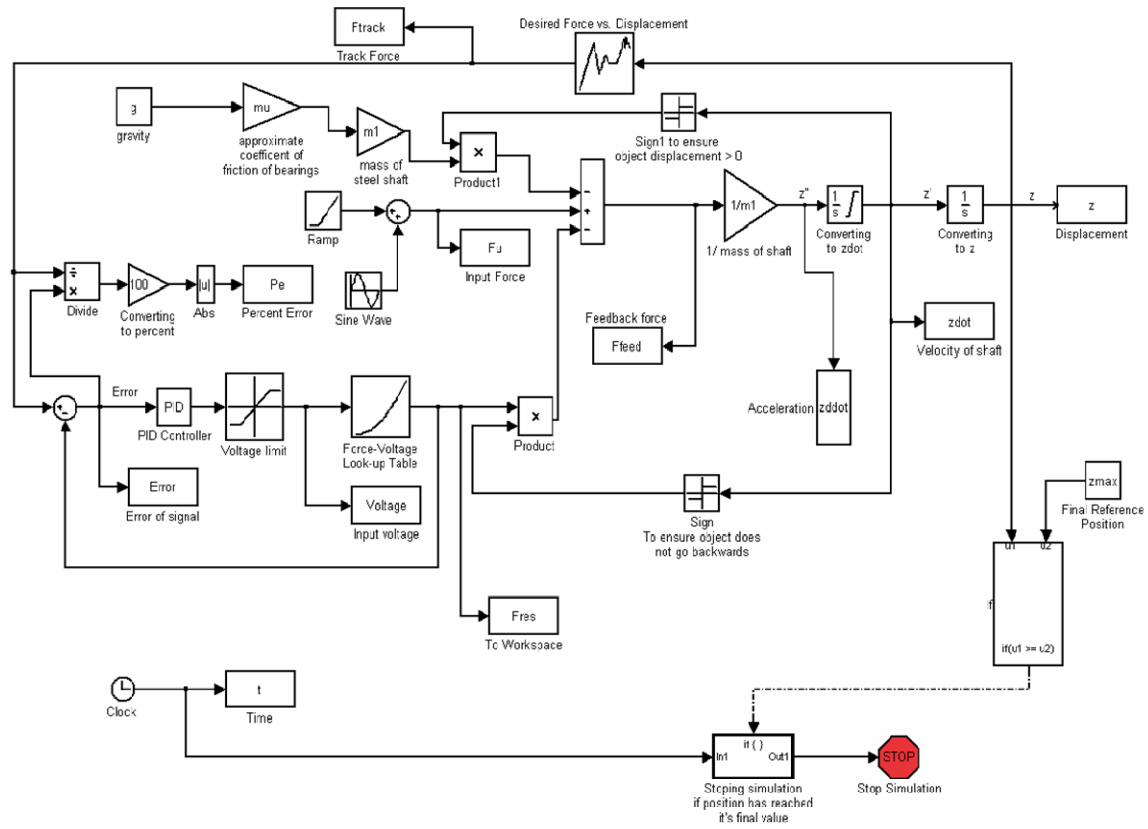 Desired Force vs. Displacement
Ftrack
Track Force
g
gravity
mu
approximate
coefficent of
friction of bearings
m1
mass of
steel shaft
×
Product1
Sign1 to ensure
object displacement > 0
Ramp
+
+
Sine Wave
Fu
Input Force
-
+
-
1/m1
1/ mass of shaft
z"
1
s
Converting
to zdot
z'
1
s
Converting
to z
z
z
Displacement
÷
×
Divide
100
Converting
to percent
|u|
Abs
Pe
Percent Error
Feedback force
Ffeed
zdot
Velocity of shaft
Acceleration
zddot
+
-
Error
PID
PID Controller
Voltage limit
Force-Voltage
Look-up Table
×
Product
Error
Error of signal
Voltage
Input voltage
Sign
To ensure object does
not go backwards
zmax
Final Reference
Position
u1 u2
if
if(u1 >= u2)
Fres
To Workspace
Clock
t
Time
if { }
In1 Out1
Stoping simulation
if position has reached
it's final value
STOP
Stop Simulation